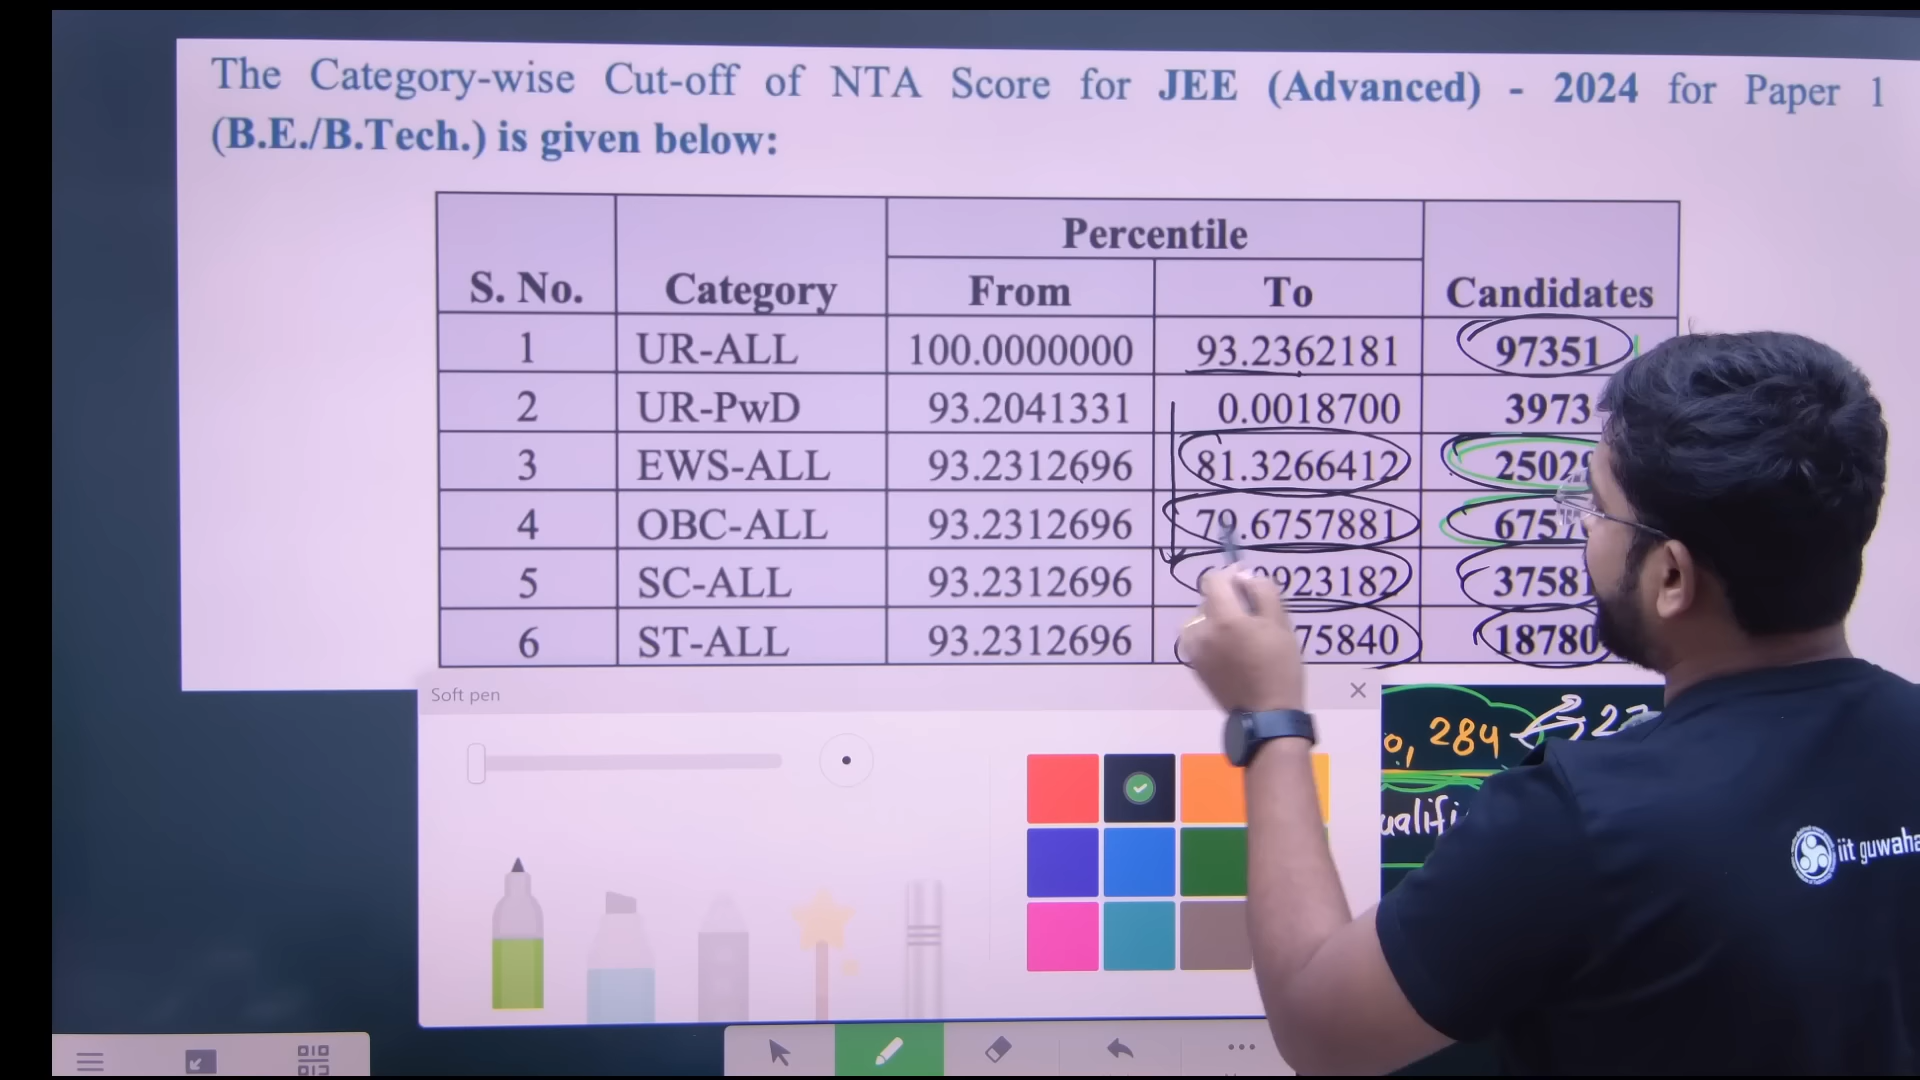 The Category-wise Cut-off of NTA Score for JEE (Advanced) - 2024 for Paper 1
(B.E./B.Tech.) is given below:
Percentile
S. No. Category From To Candidates
1 UR-ALL 100.0000000 93.2362181 97351
2 UR-PwD 93.2041331 0.0018700 3973
3 EWS-ALL 93.2312696 81.3266412
4 OBC-ALL 93.2312696 79.6757881
5 SC-ALL 93.2312696 37581
6 ST-ALL 93.2312696 18780
Soft pen
284
iit